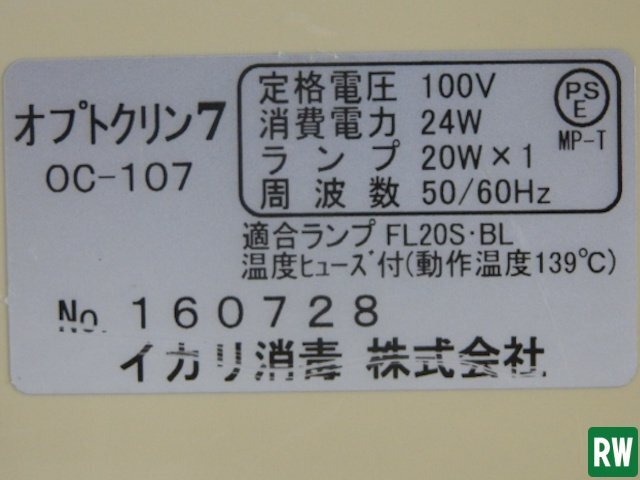 オプトクリン7
OC-107
定格電圧 100V
消費電力 24W
ランプ 20W×1
周波数 50/60Hz
PS
E
MP-T
適合ランプ FL20S·BL
温度ヒューズ付(動作温度139℃)
No. 160728
イカリ消毒 株式会社
RW